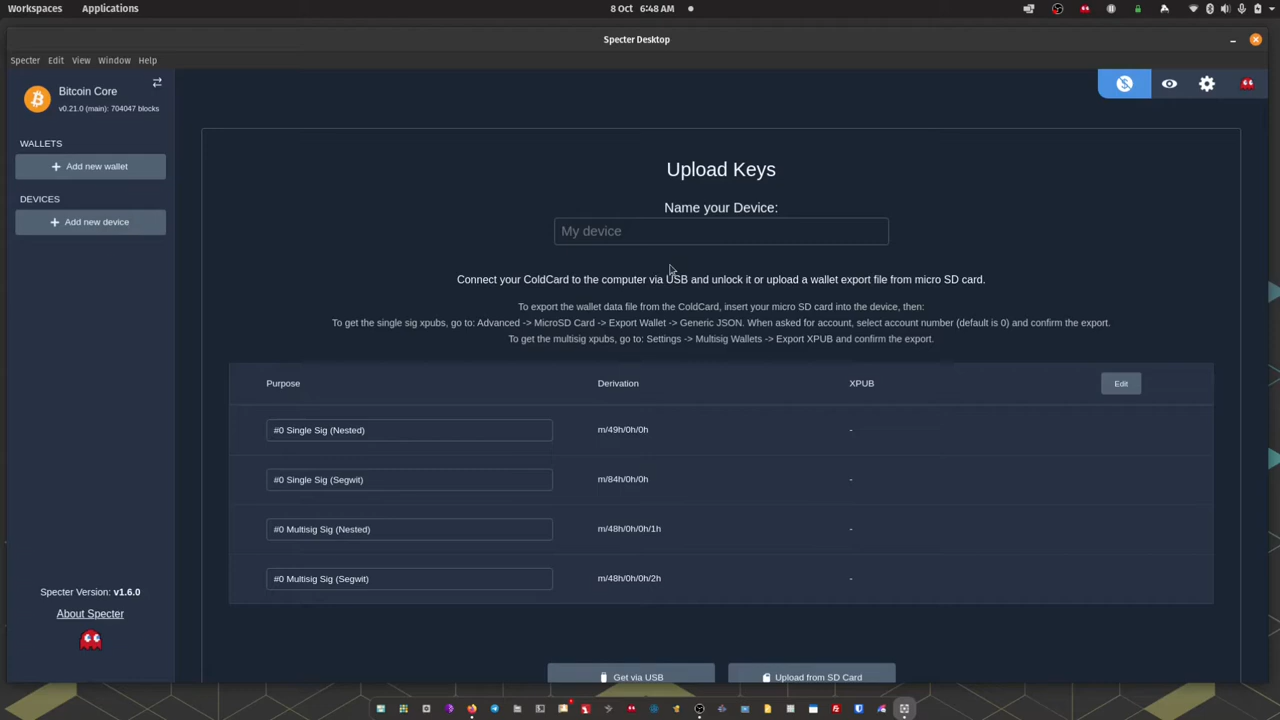 Workspaces
Applications
8 Oct 6:48 AM
Specter Desktop
Specter
Edit
View
Window
Help
Bitcoin Core
v0.21.0 (main): 704047 blocks
WALLETS
Add new wallet
DEVICES
Add new device
Upload Keys
Name your Device:
My device
Connect your ColdCard to the computer via USB and unlock it or upload a wallet export file from micro SD card.
To export the wallet data file from the ColdCard, insert your micro SD card into the device, then:
To get the single sig xpubs, go to: Advanced -> MicroSD Card -> Export Wallet -> Generic JSON. When asked for account, select account number (default is 0) and confirm the export.
To get the multisig xpubs, go to: Settings -> Multisig Wallets -> Export XPUB and confirm the export.
Purpose
Derivation
XPUB
Edit
#0 Single Sig (Nested)
m/49h/0h/0h
-
#0 Single Sig (Segwit)
m/84h/0h/0h
-
#0 Multisig Sig (Nested)
m/48h/0h/0h/1h
-
#0 Multisig Sig (Segwit)
m/48h/0h/0h/2h
-
Get via USB
Upload from SD Card
Specter Version: v1.6.0
About Specter